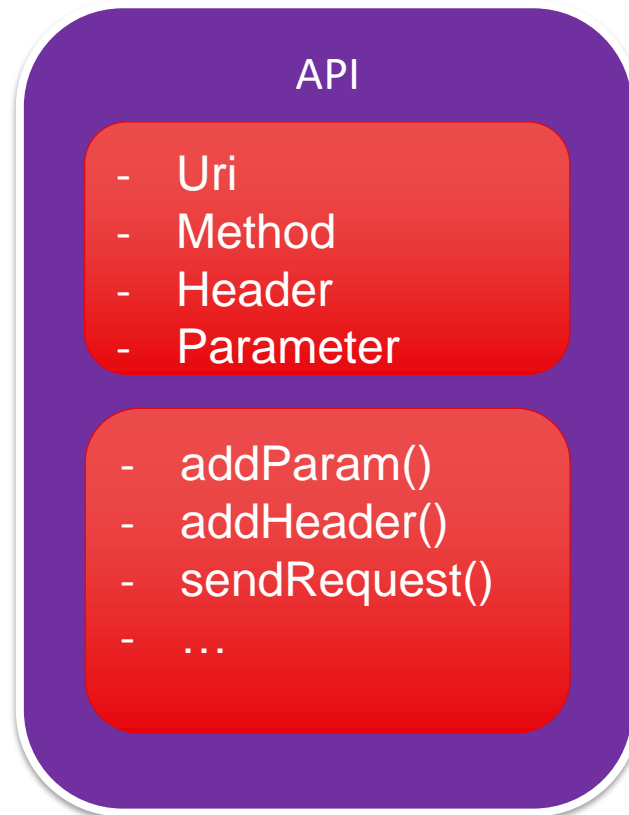 API
- Uri
- Method
- Header
- Parameter
- addParam()
- addHeader()
- sendRequest()
- …